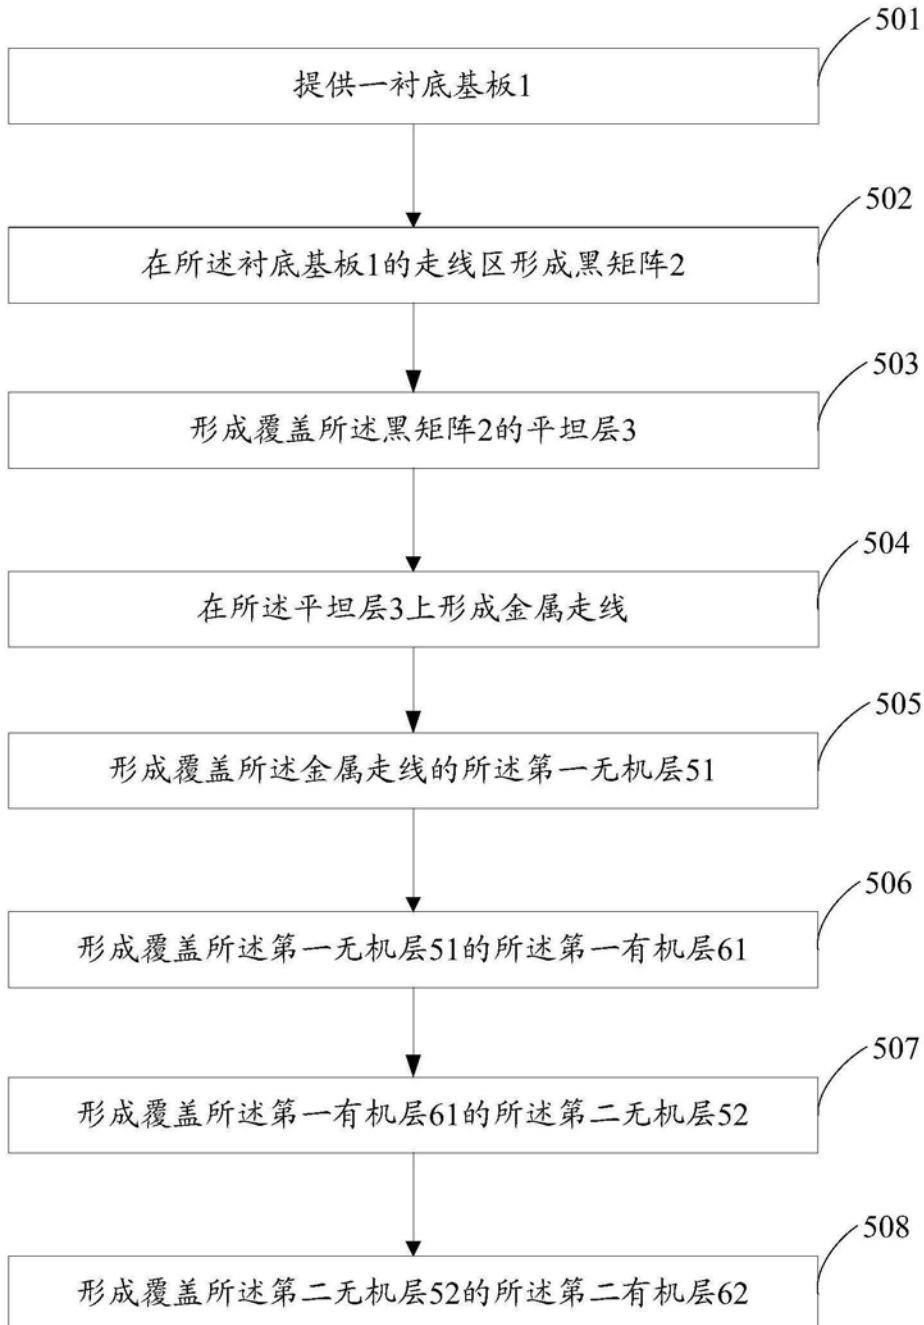 501
提供一衬底基板1
502
在所述衬底基板1的走线区形成黑矩阵2
503
形成覆盖所述黑矩阵2的平坦层3
504
在所述平坦层3上形成金属走线
505
形成覆盖所述金属走线的所述第一无机层51
506
形成覆盖所述第一无机层51的所述第一有机层61
507
形成覆盖所述第一有机层61的所述第二无机层52
508
形成覆盖所述第二无机层52的所述第二有机层62